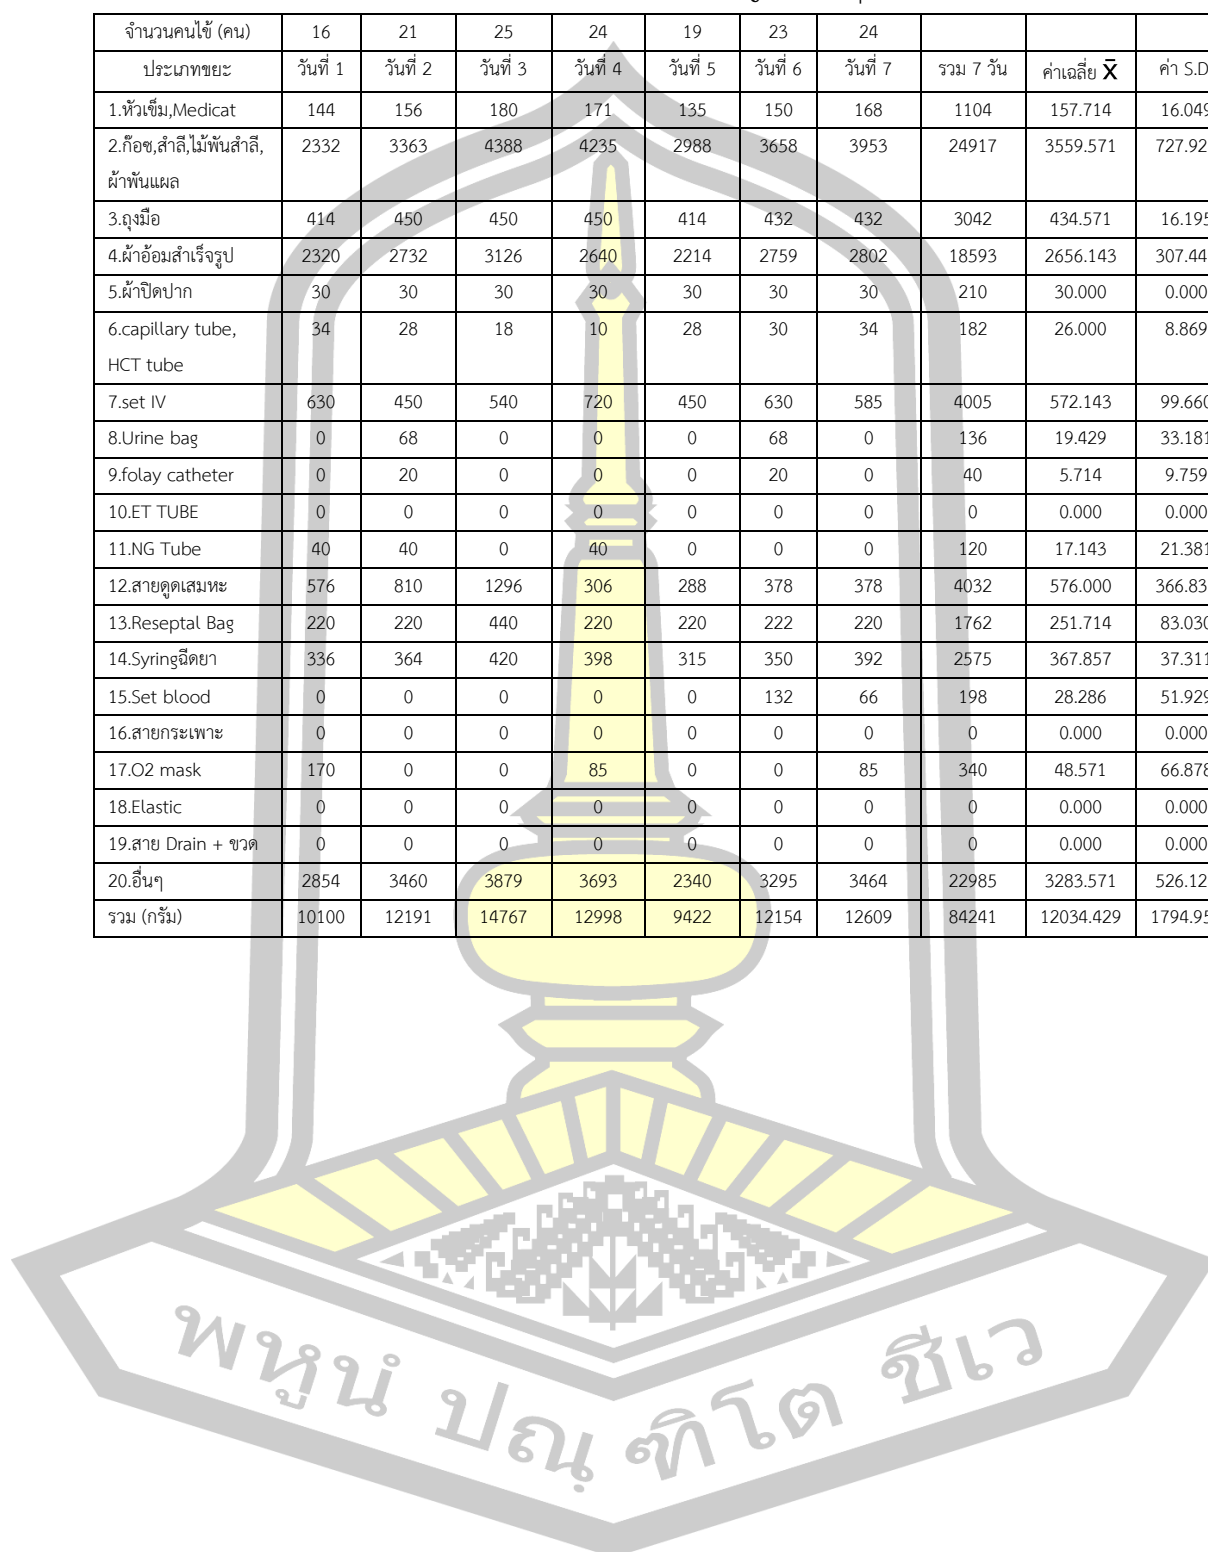 จำนวนคนไข้ (คน) 16 21 25 24 19 23 24
ประเภทขยะ วันที่ 1 วันที่ 2 วันที่ 3 วันที่ 4 วันที่ 5 วันที่ 6 วันที่ 7 รวม 7 วัน ค่าเฉลี่ย X̄ ค่า S.D
1.หัวเข็ม,Medicat 144 156 180 171 135 150 168 1104 157.714 16.049
2.ก๊อซ,สำลี,ไม้พันสำลี, 2332 3363 4388 4235 2988 3658 3953 24917 3559.571 727.92
ผ้าพันแผล
3.ถุงมือ 414 450 450 450 414 432 432 3042 434.571 16.195
4.ผ้าอ้อมสำเร็จรูป 2320 2732 3126 2640 2214 2759 2802 18593 2656.143 307.44
5.ผ้าปิดปาก 30 30 30 30 30 30 30 210 30.000 0.000
6.capillary tube, 34 28 18 10 28 30 34 182 26.000 8.869
HCT tube
7.set IV 630 450 540 720 450 630 585 4005 572.143 99.660
8.Urine bag 0 68 0 0 0 68 0 136 19.429 33.181
9.folay catheter 0 20 0 0 0 20 0 40 5.714 9.759
10.ET TUBE 0 0 0 0 0 0 0 0 0.000 0.000
11.NG Tube 40 40 0 40 0 0 0 120 17.143 21.381
12.สายดูดเสมหะ 576 810 1296 306 288 378 378 4032 576.000 366.83
13.Reseptal Bag 220 220 440 220 220 222 220 1762 251.714 83.030
14.Syringฉีดยา 336 364 420 398 315 350 392 2575 367.857 37.311
15.Set blood 0 0 0 0 0 132 66 198 28.286 51.929
16.สายกระเพาะ 0 0 0 0 0 0 0 0 0.000 0.000
17.O2 mask 170 0 0 85 0 0 85 340 48.571 66.878
18.Elastic 0 0 0 0 0 0 0 0 0.000 0.000
19.สาย Drain + ขวด 0 0 0 0 0 0 0 0 0.000 0.000
20.อื่นๆ 2854 3460 3879 3693 2340 3295 3464 22985 3283.571 526.12
รวม (กรัม) 10100 12191 14767 12998 9422 12154 12609 84241 12034.429 1794.95
พหูนํ ปณฺฑิโต ชีเว